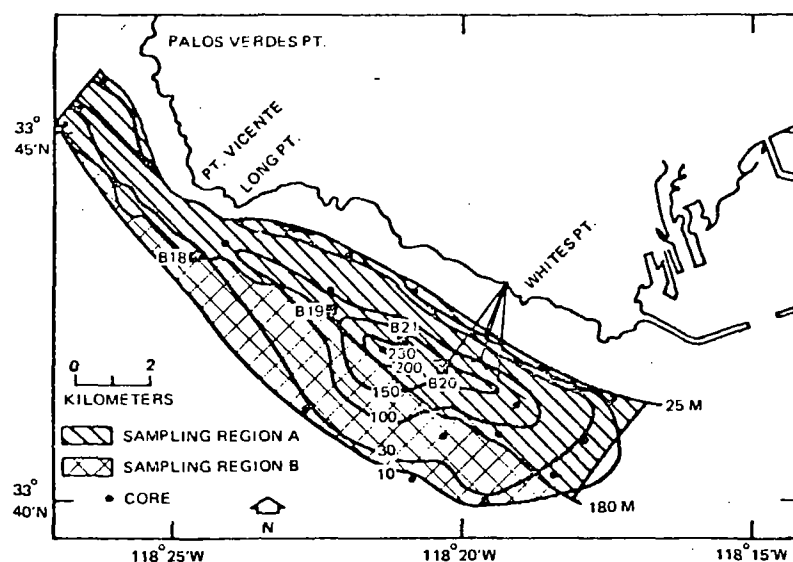 PALOS VERDES PT.
33°
45'N
PT. VICENTE
LONG PT.
WHITES PT.
B18
B19
B21
230
200
B20
150
100
30
10
0 2
KILOMETERS
SAMPLING REGION A
SAMPLING REGION B
CORE
N
25 M
180 M
33°
40'N
118°25'W
118°20'W
118°15'W